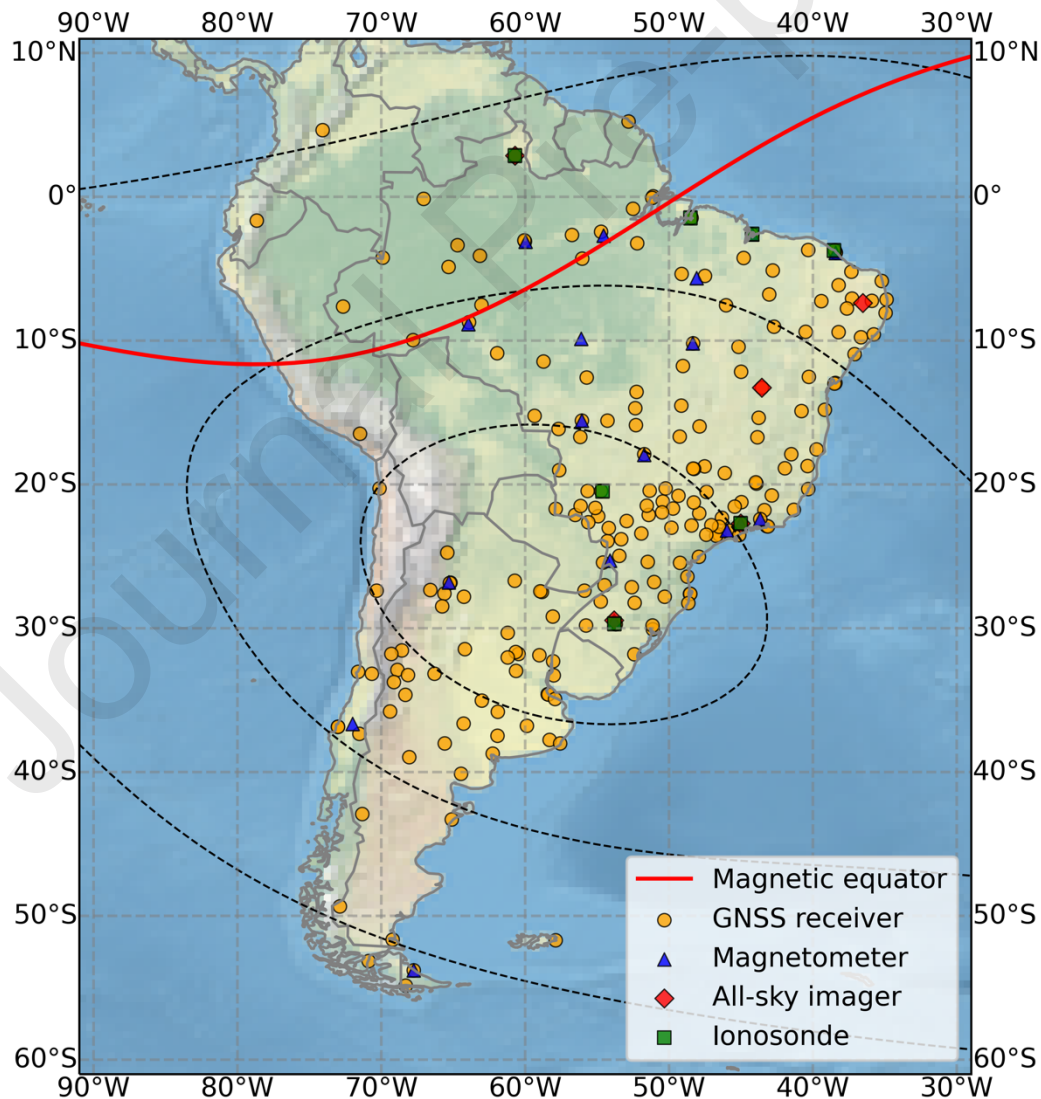 90°W 80°W 70°W 60°W 50°W 40°W 30°W
10°N 10°N
0° 0°
10°S 10°S
20°S 20°S
30°S 30°S
40°S 40°S
50°S 50°S
60°S 60°S
Magnetic equator
GNSS receiver
Magnetometer
All-sky imager
Ionosonde
90°W 80°W 70°W 60°W 50°W 40°W 30°W
Journal Pre-p